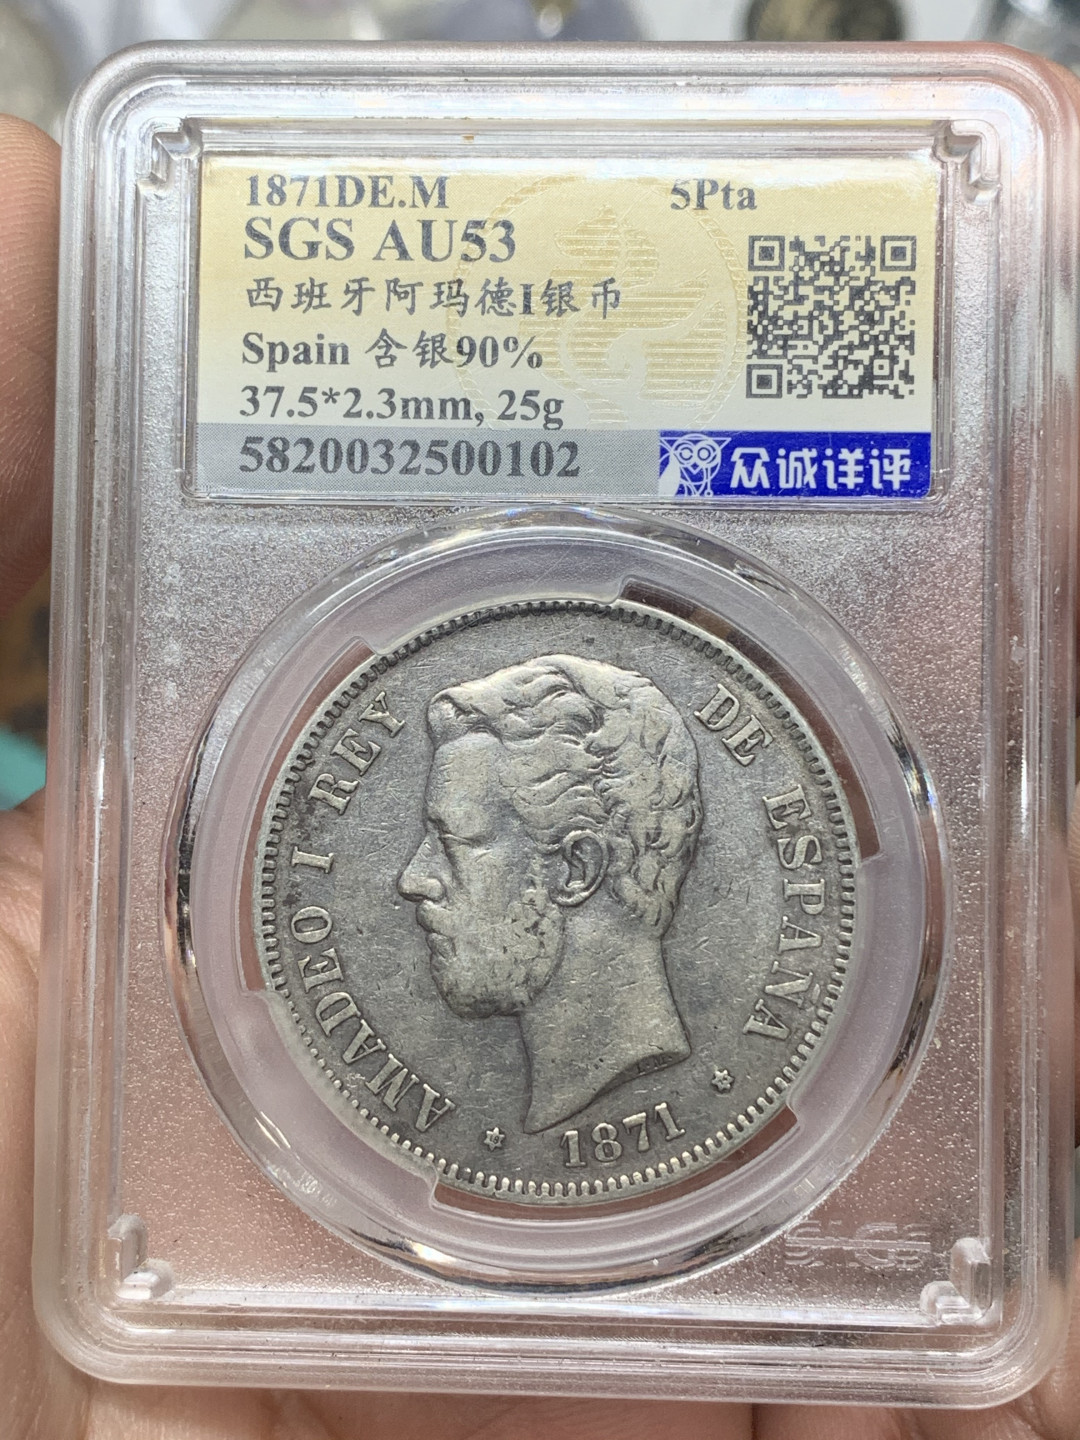 1871DE.M 5Pta
SGS AU53
西班牙阿玛德I银币
Spain 含银90%
37.5*2.3mm, 25g
5820032500102
众诚详评
AMADEO I REY DE ESPAÑA
1871
SGS